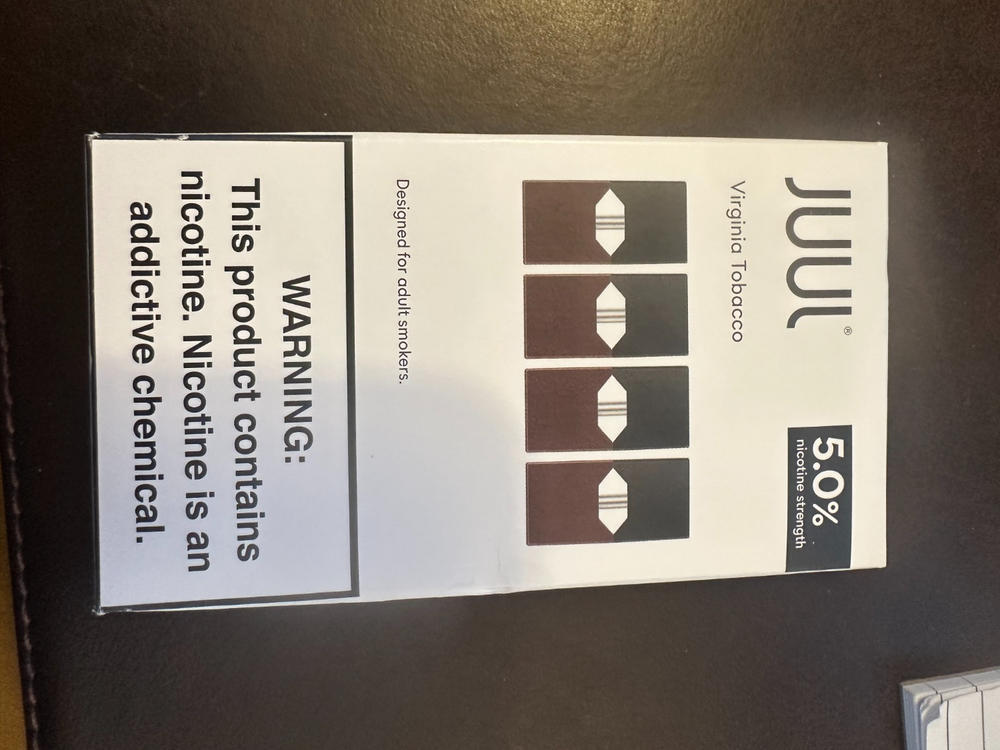 JUUL®
5.0%
nicotine strength
Virginia Tobacco
Designed for adult smokers.
WARNING:
This product contains
nicotine. Nicotine is an
addictive chemical.